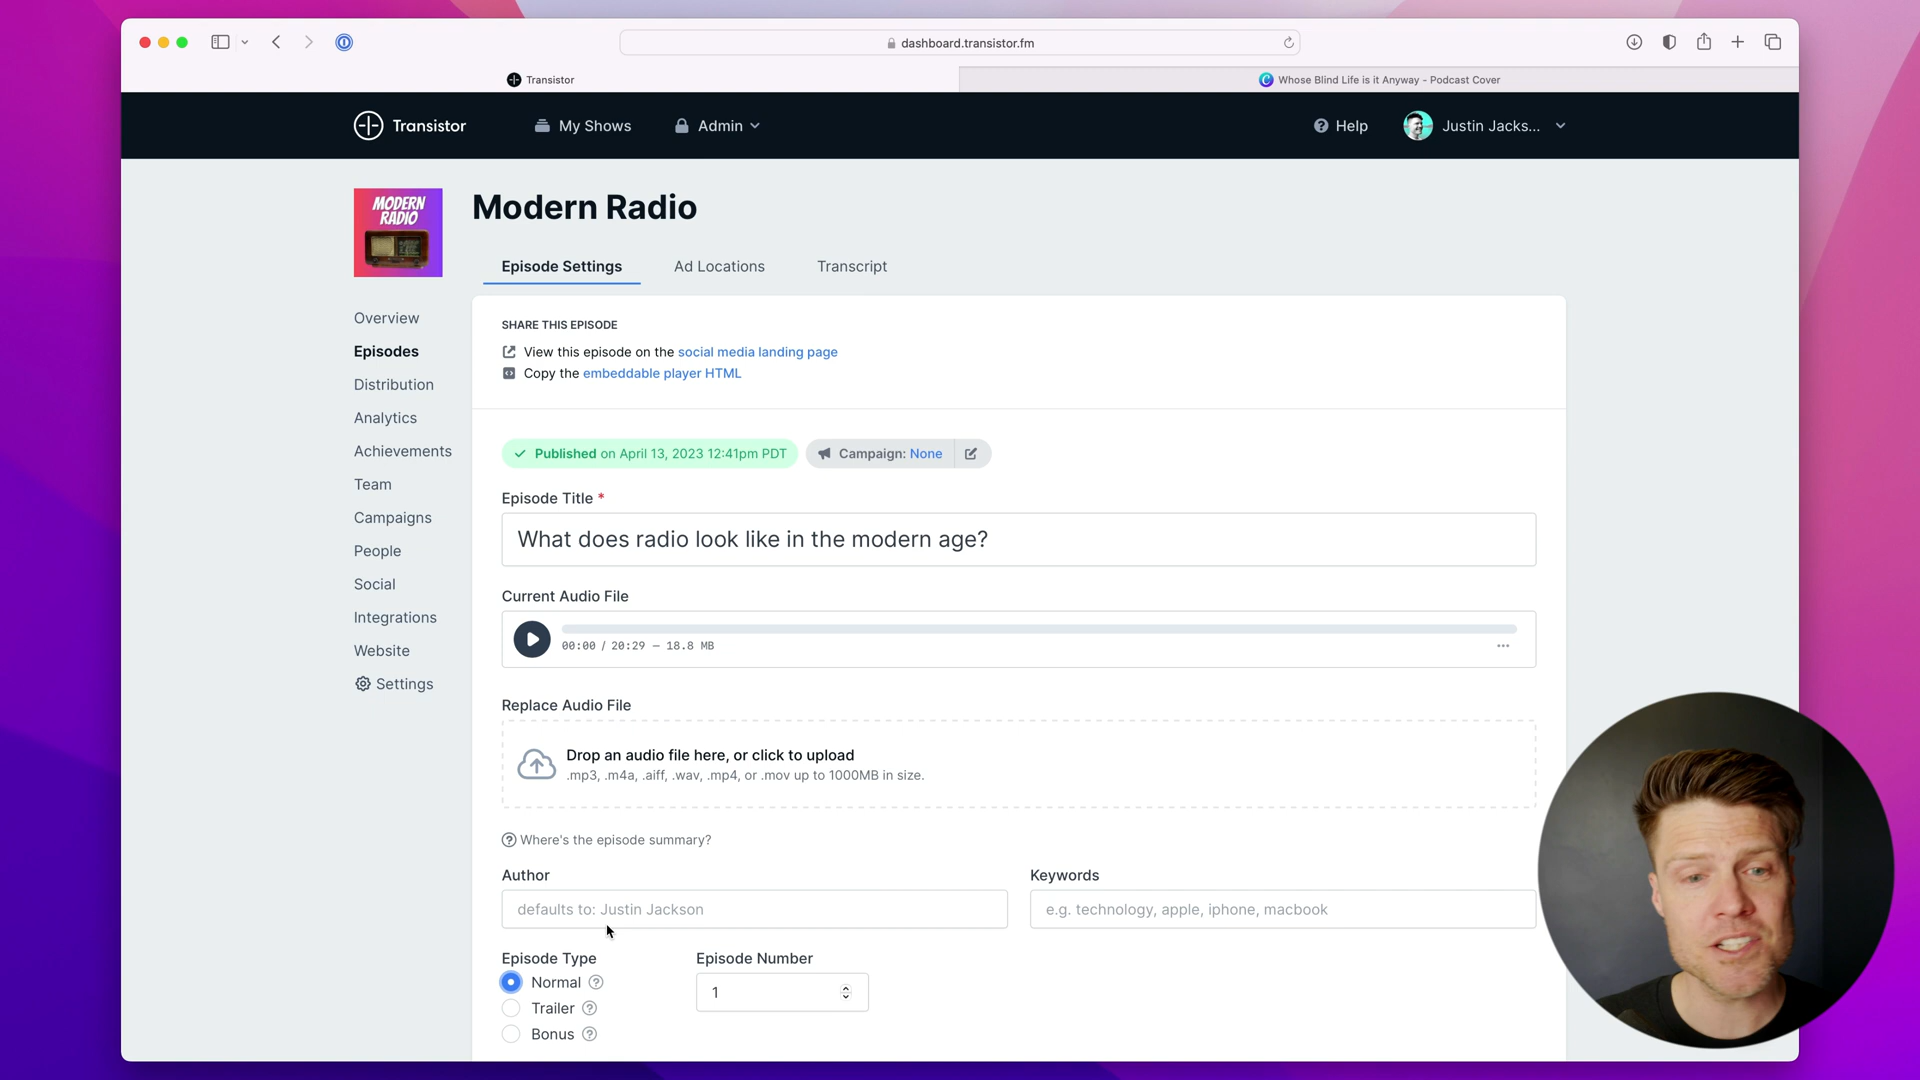 dashboard.transistor.fm
Transistor
Whose Blind Life is it Anyway - Podcast Cover
Transistor
My Shows
Admin
Help
Justin Jacks...
MODERN
RADIO
Modern Radio
Episode Settings
Ad Locations
Transcript
Overview
Episodes
Distribution
Analytics
Achievements
Team
Campaigns
People
Social
Integrations
Website
Settings
SHARE THIS EPISODE
View this episode on the social media landing page
Copy the embeddable player HTML
Published on April 13, 2023 12:41pm PDT
Campaign: None
Episode Title *
What does radio look like in the modern age?
Current Audio File
00:00 / 20:29 — 18.8 MB
Replace Audio File
Drop an audio file here, or click to upload
.mp3, .m4a, .aiff, .wav, .mp4, or .mov up to 1000MB in size.
Where's the episode summary?
Author
Keywords
defaults to: Justin Jackson
e.g. technology, apple, iphone, macbook
Episode Type
Episode Number
Normal
1
Trailer
Bonus